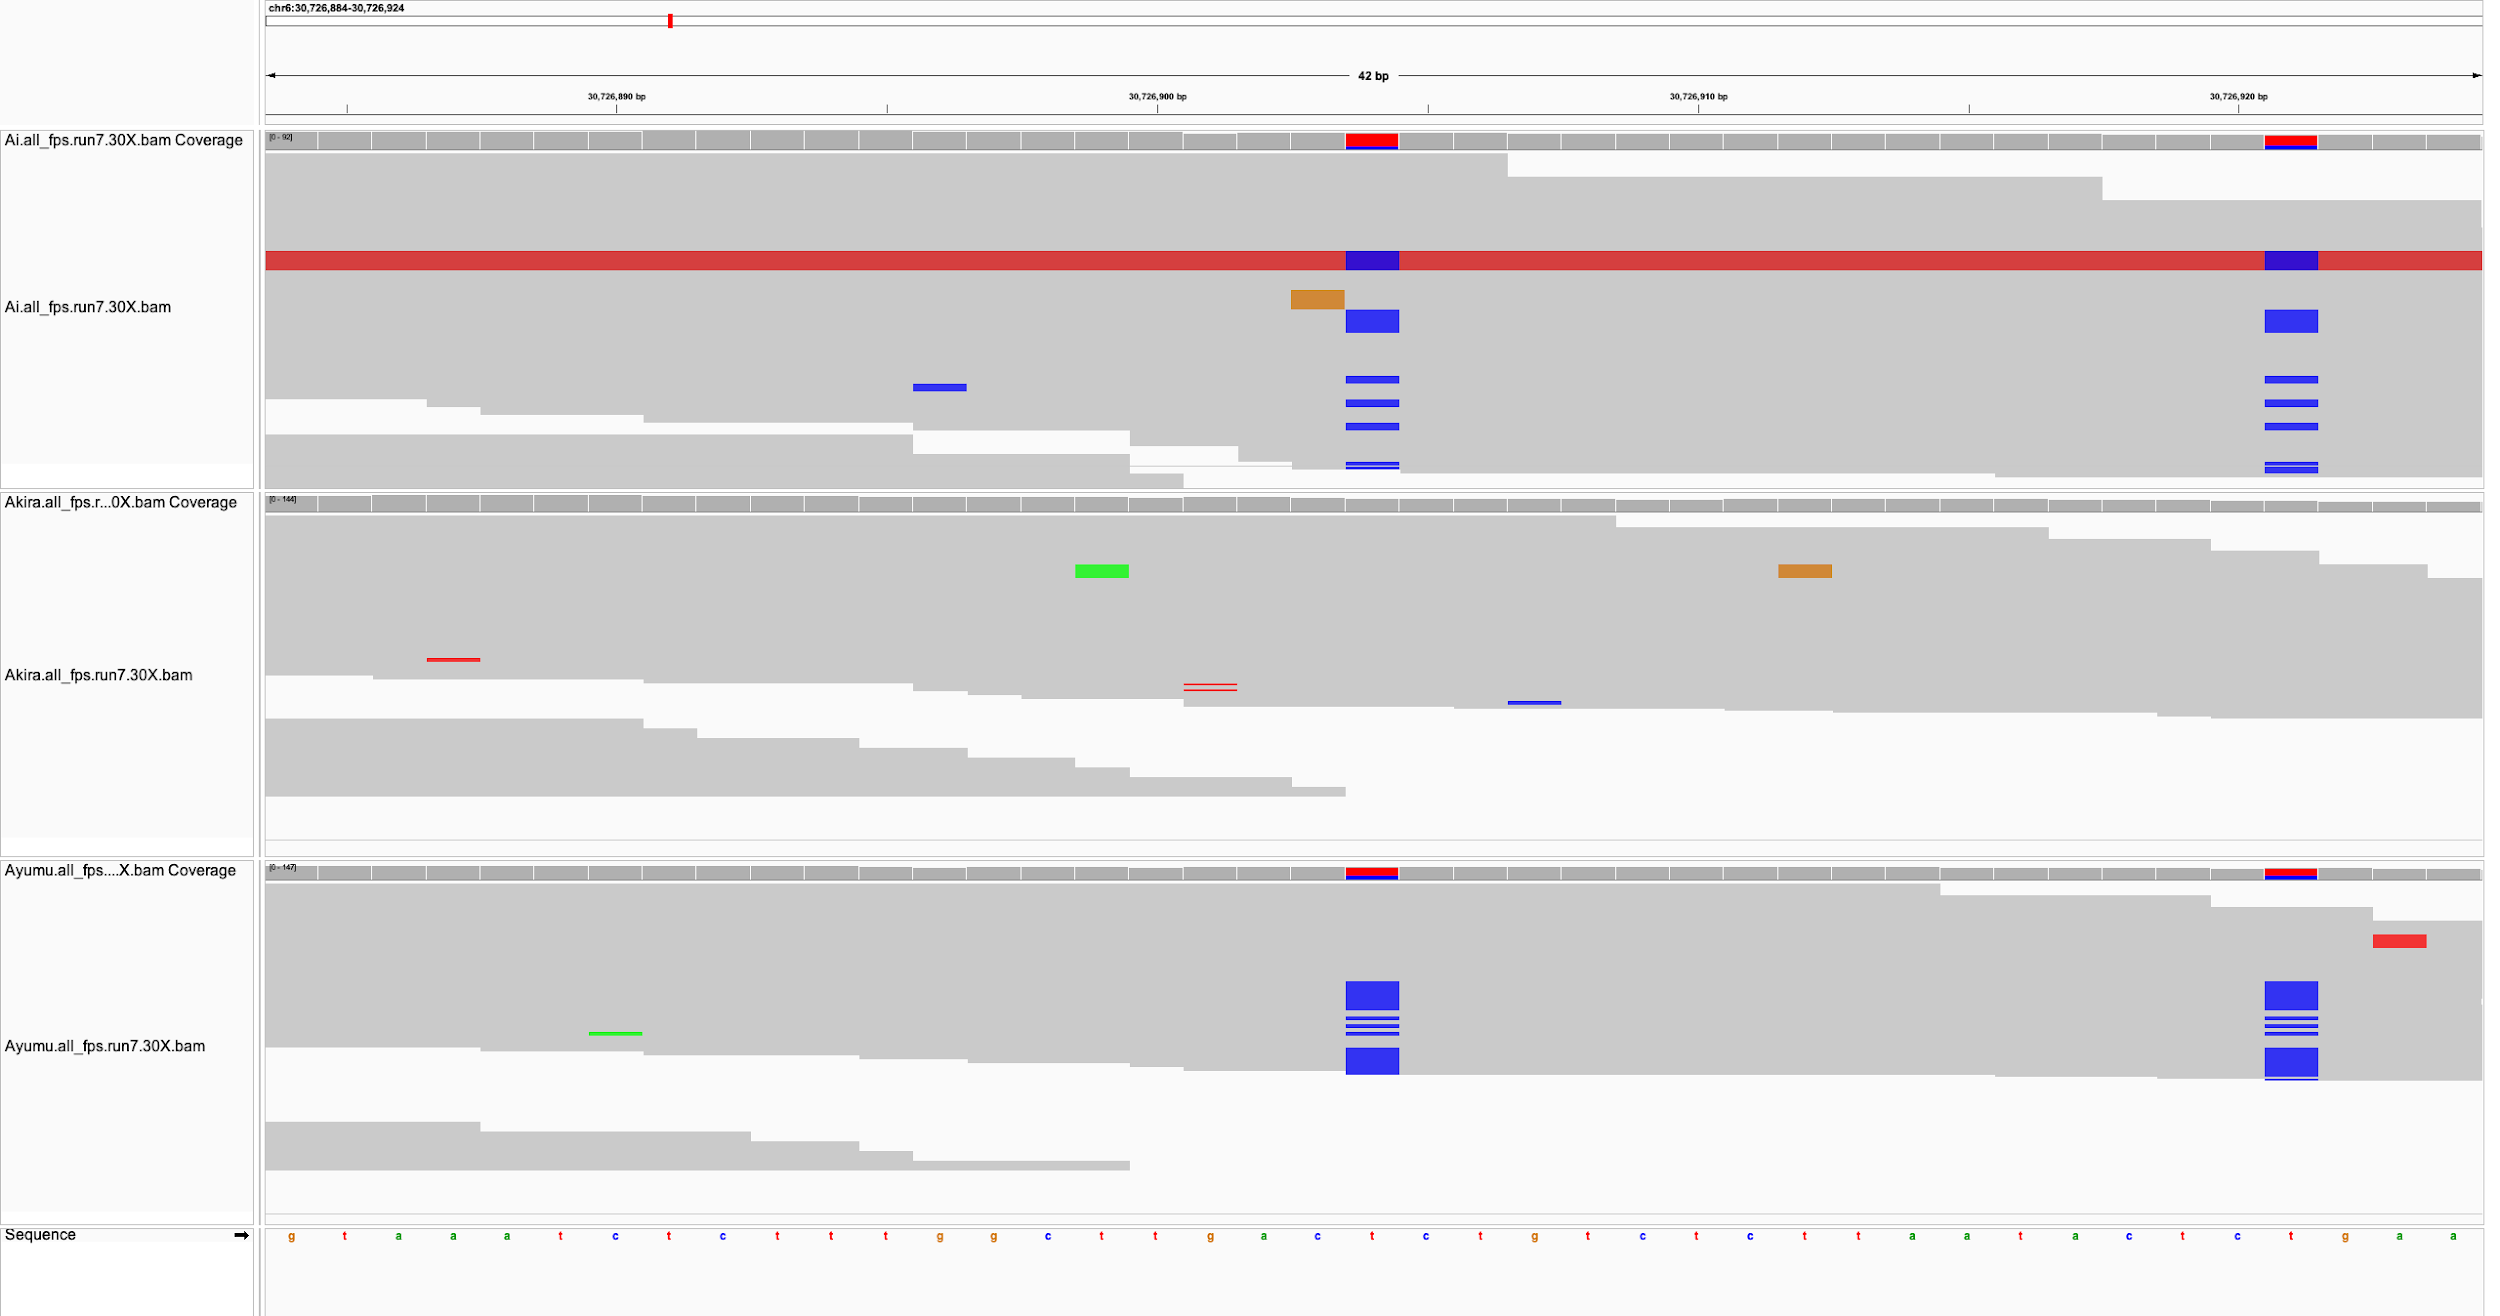 chr6:30,726,884-30,726,924
42 bp
30,726,890 bp 30,726,900 bp 30,726,910 bp 30,726,920 bp
Ai.all_fps.run7.30X.bam Coverage
[0 - 92]
Ai.all_fps.run7.30X.bam
Akira.all_fps.r...0X.bam Coverage
[0 - 144]
Akira.all_fps.run7.30X.bam
Ayumu.all_fps....X.bam Coverage
[0 - 147]
Ayumu.all_fps.run7.30X.bam
Sequence
g t a a a t c t c t t t g g c t t g a c t c t g t c t c t t a a t a c t c t g a a